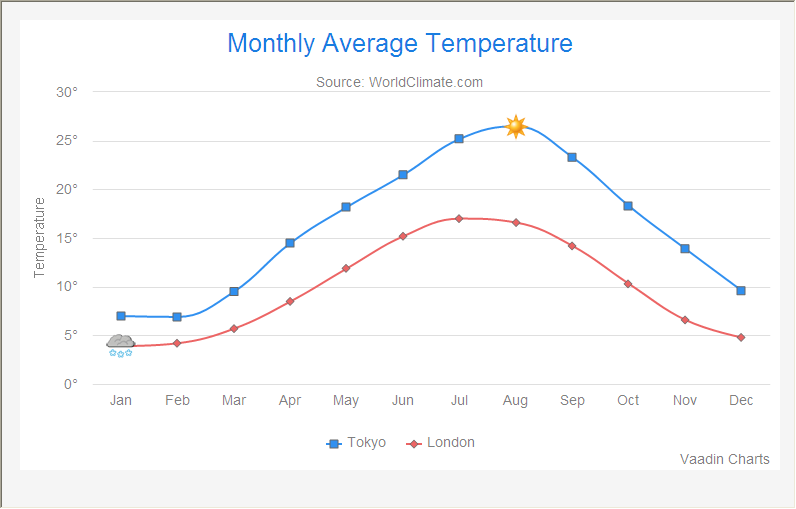 Monthly Average Temperature
Source: WorldClimate.com
Temperature
30°
25°
20°
15°
10°
5°
0°
Jan Feb Mar Apr May Jun Jul Aug Sep Oct Nov Dec
Tokyo London
Vaadin Charts